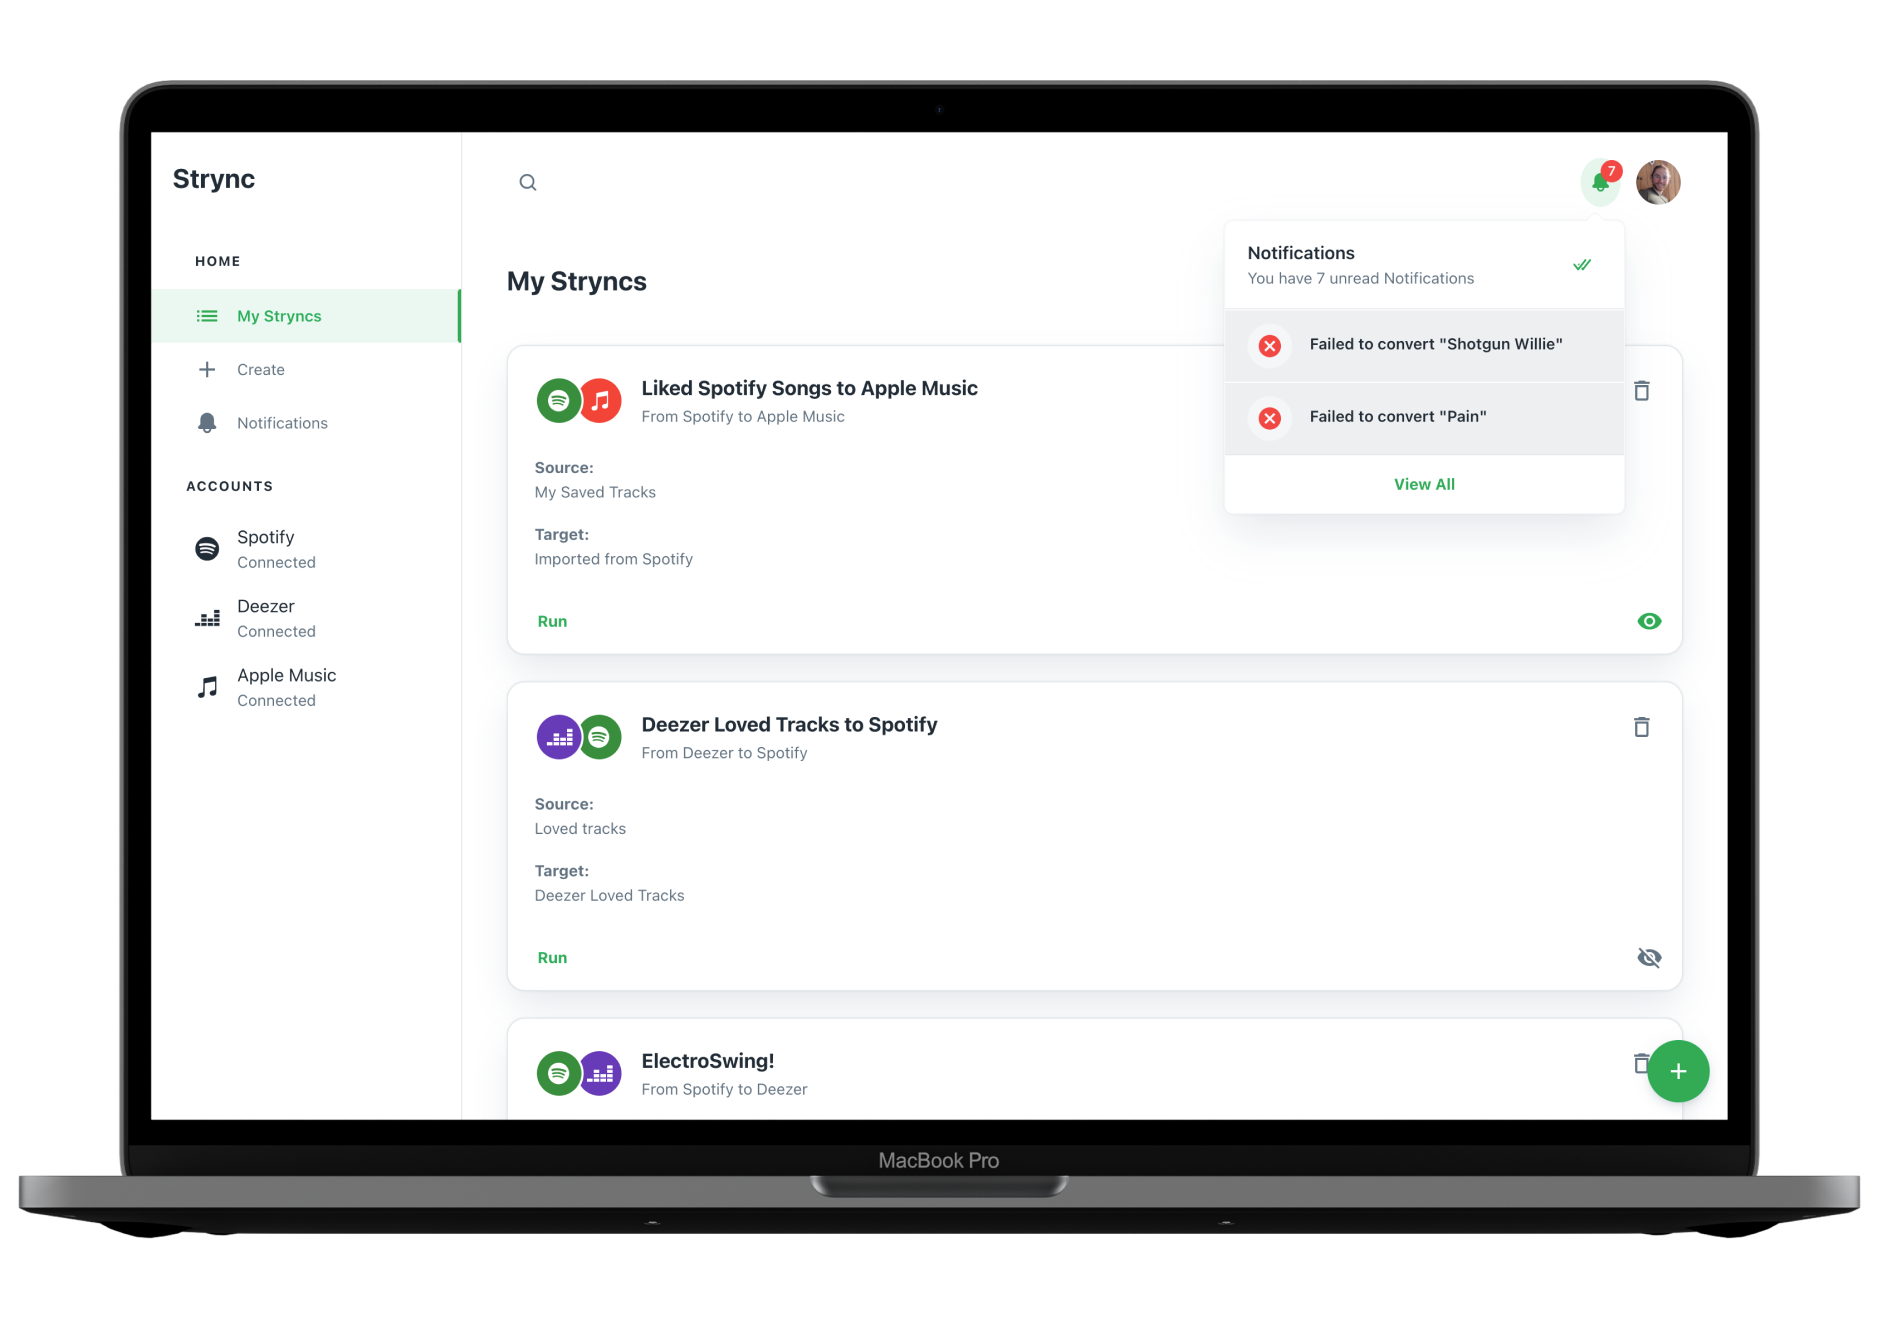 Strync
7
HOME
My Stryncs
Create
Notifications
ACCOUNTS
Spotify
Connected
Deezer
Connected
Apple Music
Connected
My Stryncs
Notifications
You have 7 unread Notifications
Failed to convert "Shotgun Willie"
Failed to convert "Pain"
View All
Liked Spotify Songs to Apple Music
From Spotify to Apple Music
Source:
My Saved Tracks
Target:
Imported from Spotify
Run
Deezer Loved Tracks to Spotify
From Deezer to Spotify
Source:
Loved tracks
Target:
Deezer Loved Tracks
Run
ElectroSwing!
From Spotify to Deezer
MacBook Pro